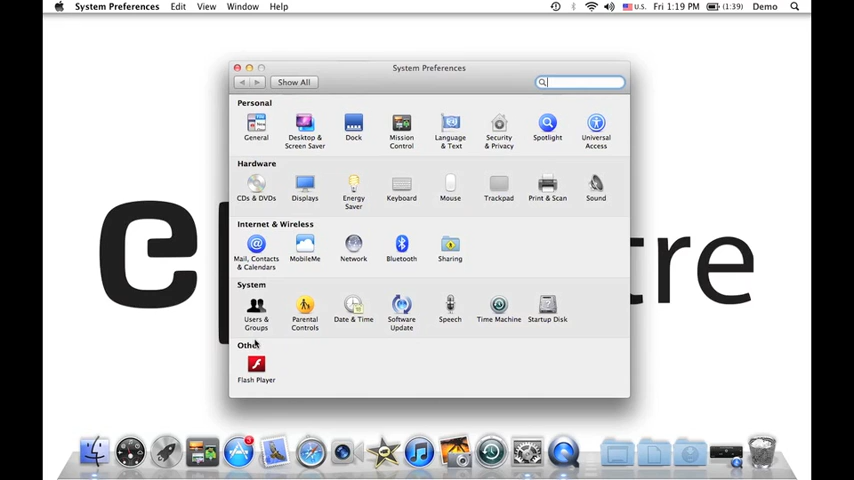 System Preferences Edit View Window Help U.S. Fri 1:19 PM (1:39) Demo
System Preferences
Show All
Personal
General Desktop & Screen Saver Dock Mission Control Language & Text Security & Privacy Spotlight Universal Access
Hardware
CDs & DVDs Displays Energy Saver Keyboard Mouse Trackpad Print & Scan Sound
Internet & Wireless
Mail, Contacts & Calendars MobileMe Network Bluetooth Sharing
System
Users & Groups Parental Controls Date & Time Software Update Speech Time Machine Startup Disk
Other
Flash Player
e
tre
3